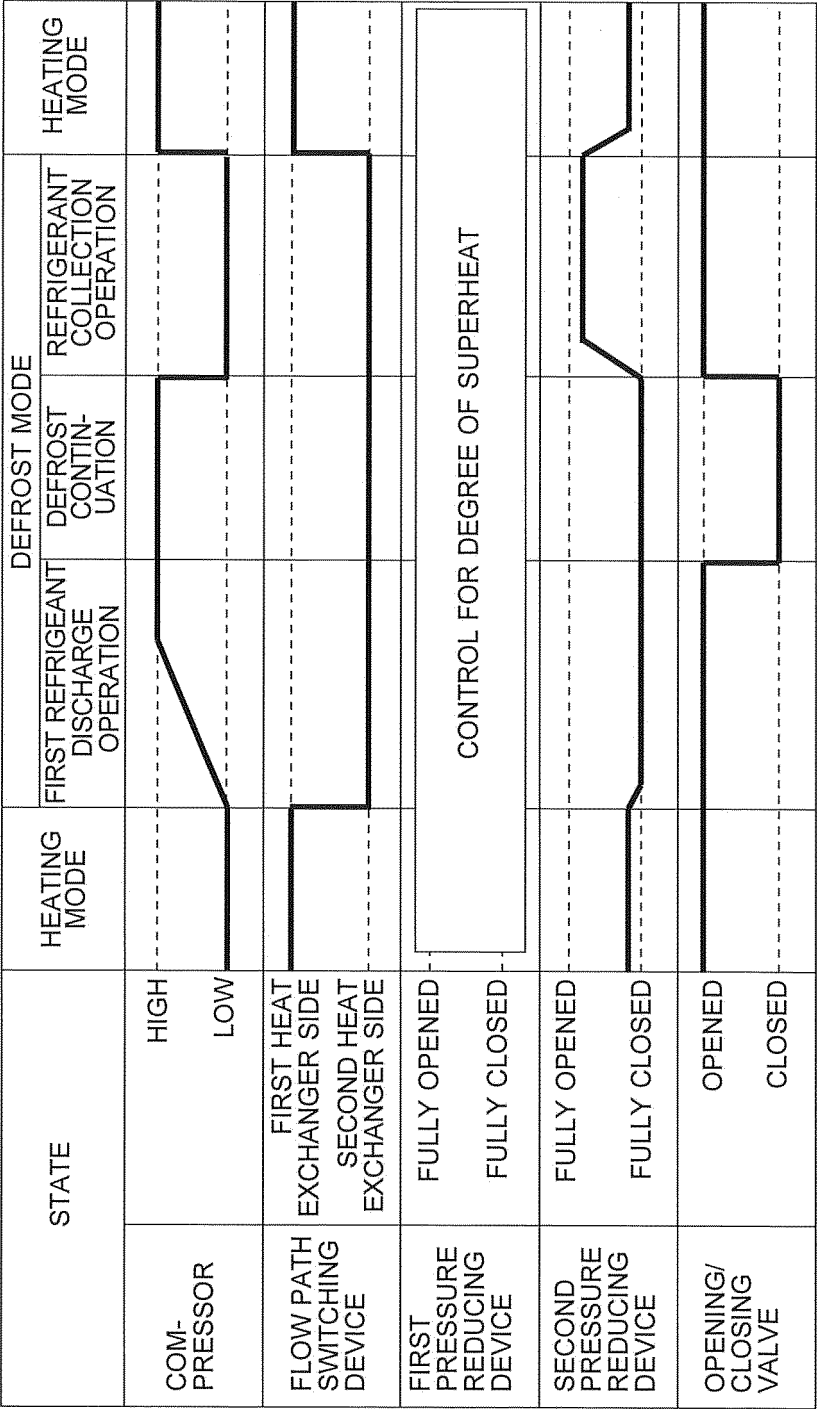 STATE
HEATING
MODE
DEFROST MODE
FIRST REFRIGEANT
DISCHARGE
OPERATION
DEFROST
CONTIN-
UATION
REFRIGERANT
COLLECTION
OPERATION
HEATING
MODE
COM-
PRESSOR
HIGH
LOW
FLOW PATH
SWITCHING
DEVICE
FIRST HEAT
EXCHANGER SIDE
SECOND HEAT
EXCHANGER SIDE
FIRST
PRESSURE
REDUCING
DEVICE
FULLY OPENED
FULLY CLOSED
CONTROL FOR DEGREE OF SUPERHEAT
SECOND
PRESSURE
REDUCING
DEVICE
FULLY OPENED
FULLY CLOSED
OPENING/
CLOSING
VALVE
OPENED
CLOSED